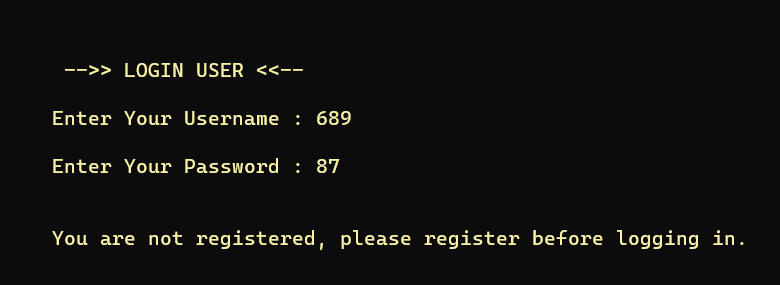 -->> LOGIN USER <<--
Enter Your Username : 689
Enter Your Password : 87
You are not registered, please register before logging in.